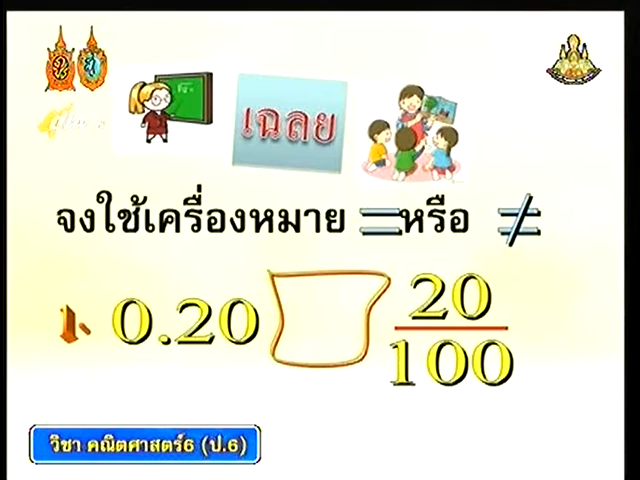 เฉลย
จงใช้เครื่องหมาย = หรือ ≠
1. 0.20 20/100
วิชา คณิตศาสตร์6 (ป.6)